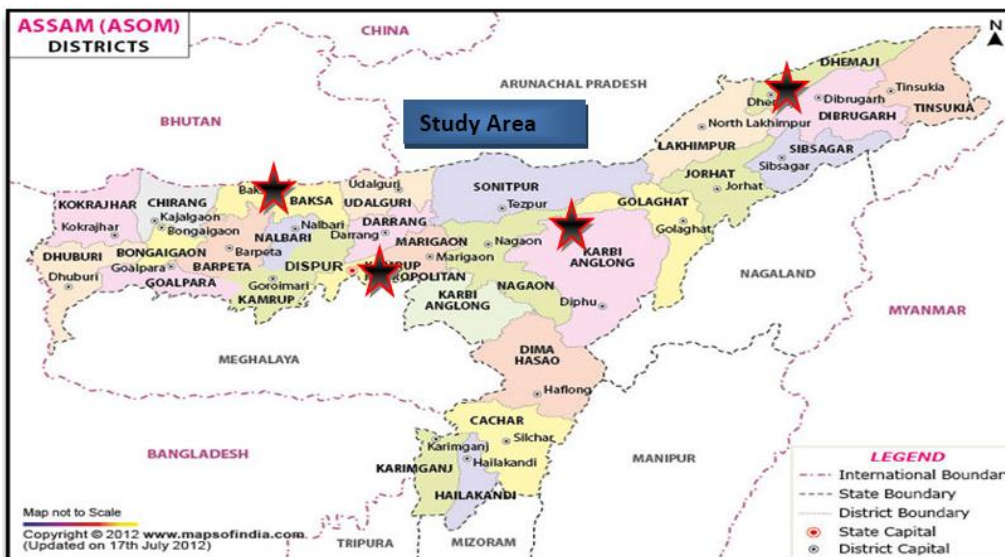 ASSAM (ASOM)
DISTRICTS
CHINA
N
ARUNACHAL PRADESH
DHEMAJI
Tinsukia
Dibrugarh
TINSUKIA
DIBRUGARH
North Lakhimpur
LAKHIMPUR
SIBSAGAR
Sibsagar
BHUTAN
Study Area
JORHAT
Jorhat
Udalguri
SONITPUR
GOLAGHAT
KOKRAJHAR
CHIRANG
BAKSA
UDALGURI
Tezpur
Kajalgaon
Nalbari
DARRANG
Golaghat
Kokrajhar
Bongaigaon
NALBARI
Darrang
MARIGAON
Nagaon
KARBI
ANGLONG
DHUBURI
BONGAIGAON
Barpeta
DISPUR
Marigaon
NAGALAND
Goalpara
BARPETA
Dhuburi
GOALPARA
Goroimari
KAMRUP
KARBI
ANGLONG
NAGAON
Diphu
MYANMAR
MEGHALAYA
DIMA
HASAO
Haflong
CACHAR
Silchar
BANGLADESH
Karimganj
Hailakandi
KARIMGANJ
MANIPUR
HAILAKANDI
LEGEND
International Boundar
State Boundary
District Boundary
State Capital
District Capital
Map not to Scale
Copyright © 2012 www.mapsofindia.com
(Updated on 17th July 2012)
TRIPURA
MIZORAM